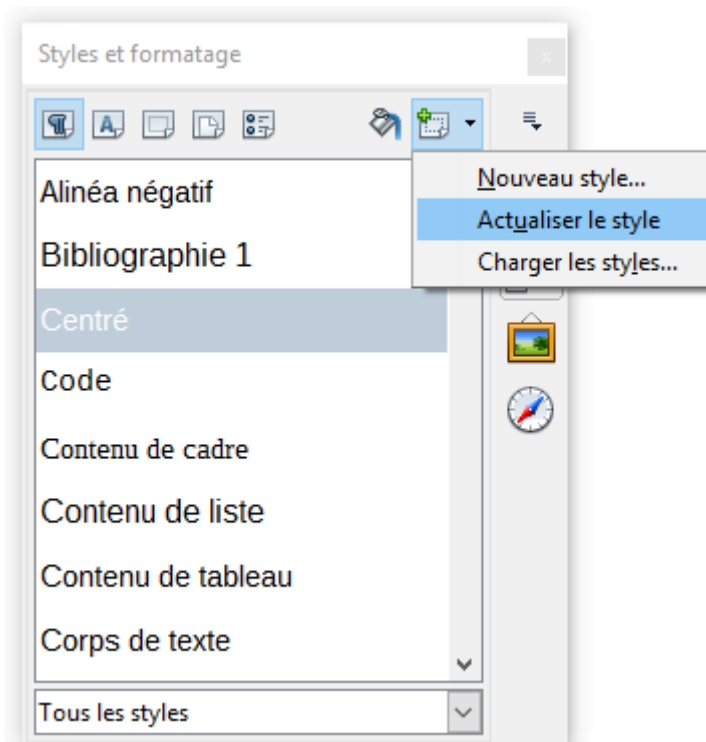 Styles et formatage
Nouveau style...
Actualiser le style
Charger les styles...
Alinéa négatif
Bibliographie 1
Centré
Code
Contenu de cadre
Contenu de liste
Contenu de tableau
Corps de texte
Tous les styles